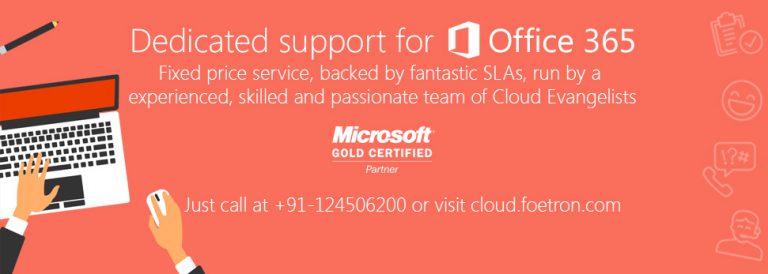 Dedicated support for Office 365
Fixed price service, backed by fantastic SLAs, run by a
experienced, skilled and passionate team of Cloud Evangelists
Microsoft
GOLD CERTIFIED
Partner
Just call at +91-124506200 or visit cloud.foetron.com
!?#